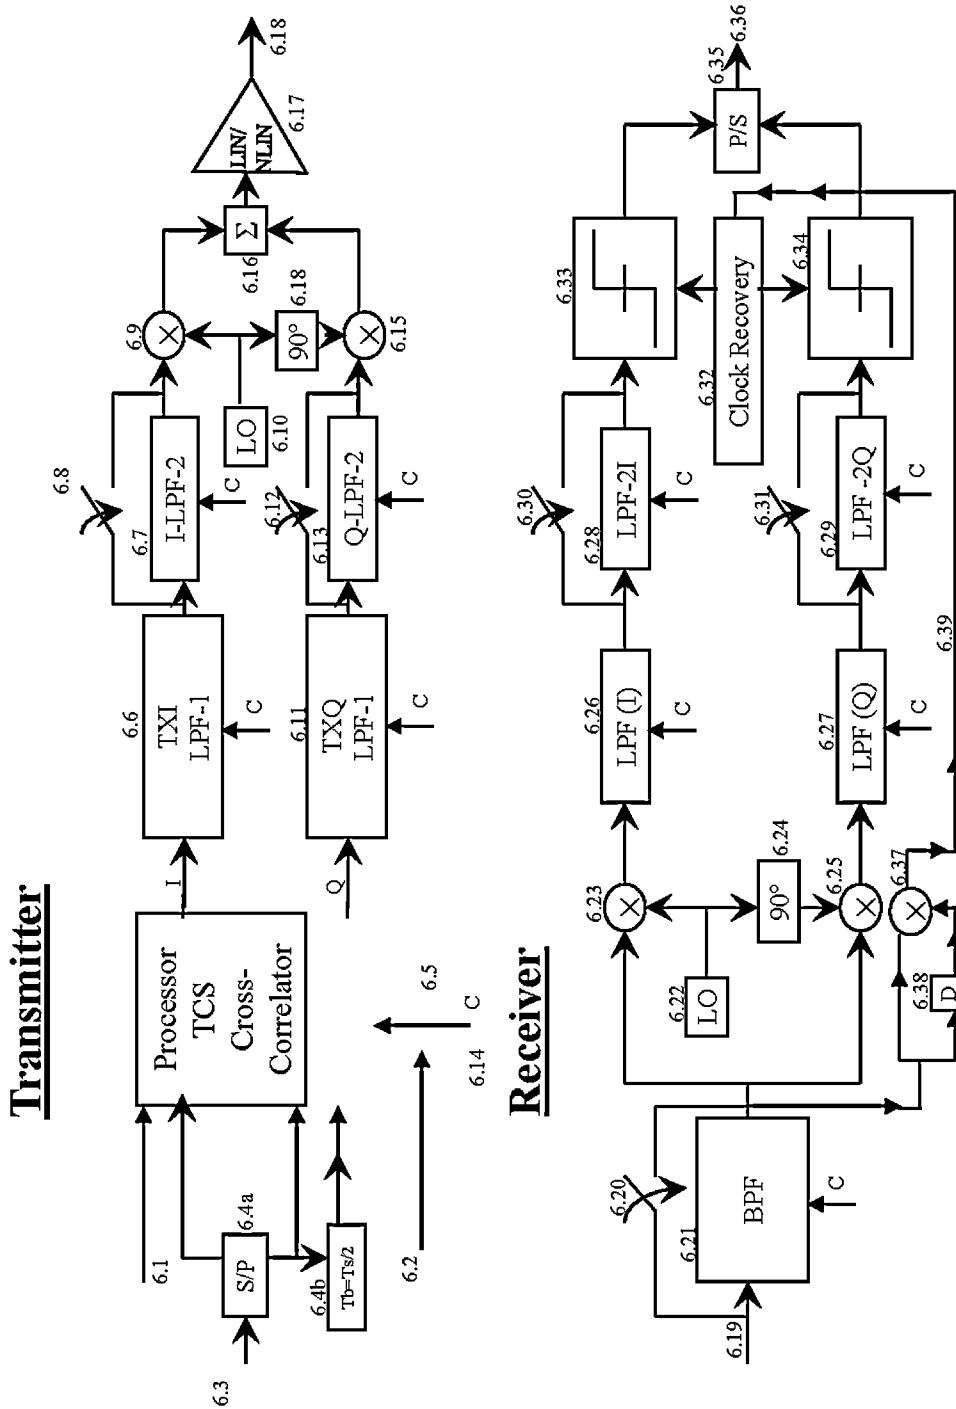 Transmitter
6.1
6.3
S/P
6.4a
6.4b
Tb=Ts/2
6.2
Processor
TCS
Cross-
Correlator
6.5
C
6.14
I
Q
6.6
TXI
LPF-1
C
6.11
TXQ
LPF-1
C
6.8
6.7
I-LPF-2
C
6.12
6.13
Q-LPF-2
C
6.9
LO
6.10
90°
6.18
6.15
Σ
6.16
LIN/
NLIN
6.17
6.18
Receiver
6.19
6.20
6.21
BPF
C
6.22
LO
6.23
90°
6.24
6.25
6.37
6.38
D
6.39
6.26
LPF (I)
C
6.27
LPF (Q)
C
6.30
6.28
LPF-2I
C
6.31
6.29
LPF -2Q
C
6.33
6.32
Clock Recovery
6.34
P/S
6.35
6.36